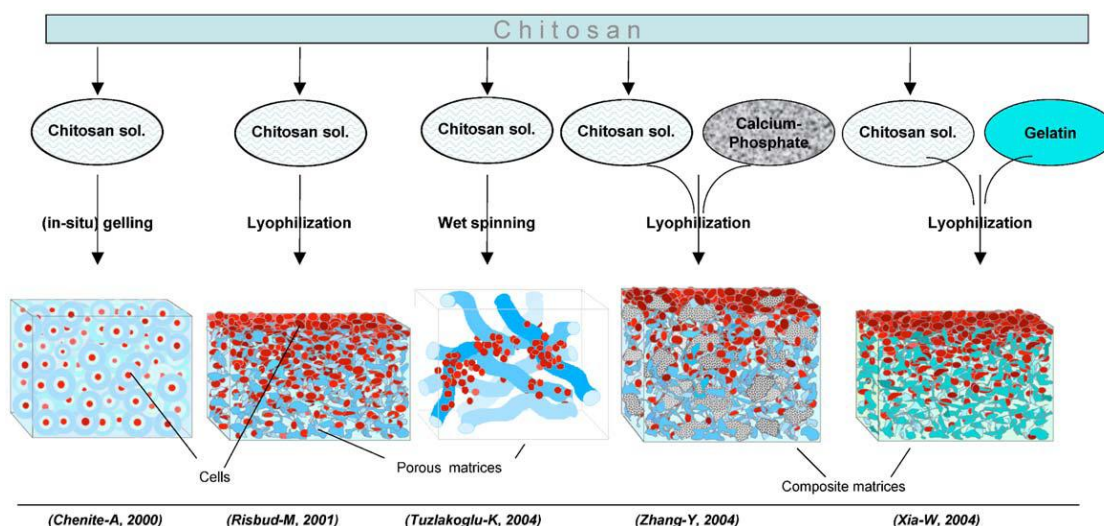 Chitosan
Chitosan sol.
Chitosan sol.
Chitosan sol.
Chitosan sol.
Calcium-
Phosphate
Chitosan sol.
Gelatin
(in-situ) gelling
Lyophilization
Wet spinning
Lyophilization
Lyophilization
Cells
Porous matrices
Composite matrices
(Chenite-A, 2000)
(Risbud-M, 2001)
(Tuzlakoglu-K, 2004)
(Zhang-Y, 2004)
(Xia-W, 2004)